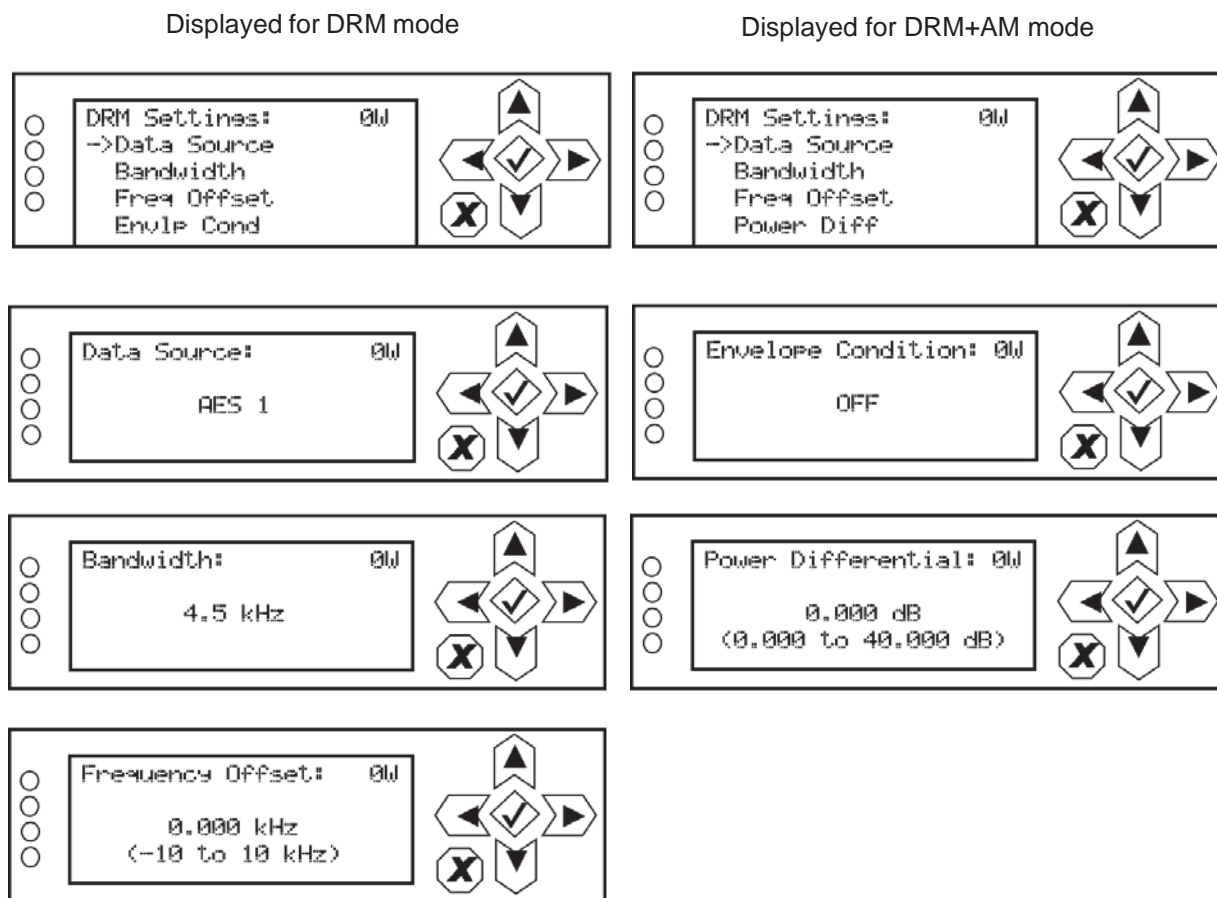 Displayed for DRM mode
DRM Settings: 0W
->Data Source
Bandwidth
Freq Offset
Envlp Cond
Data Source: 0W
AES 1
Bandwidth: 0W
4.5 kHz
Frequency Offset: 0W
0.000 kHz
(-10 to 10 kHz)
Displayed for DRM+AM mode
DRM Settings: 0W
->Data Source
Bandwidth
Freq Offset
Power Diff
Envelope Condition: 0W
OFF
Power Differential: 0W
0.000 dB
(0.000 to 40.000 dB)